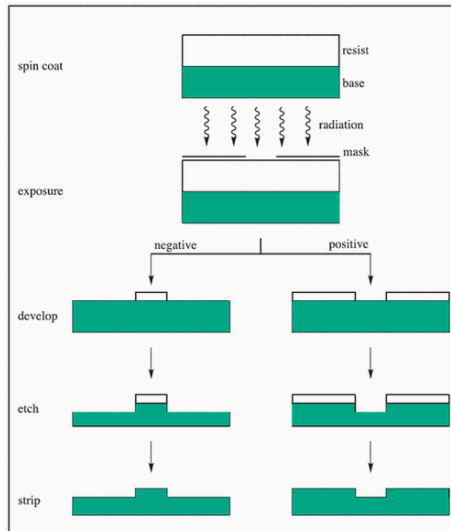 spin coat
resist
base
radiation
mask
exposure
negative
positive
develop
etch
strip